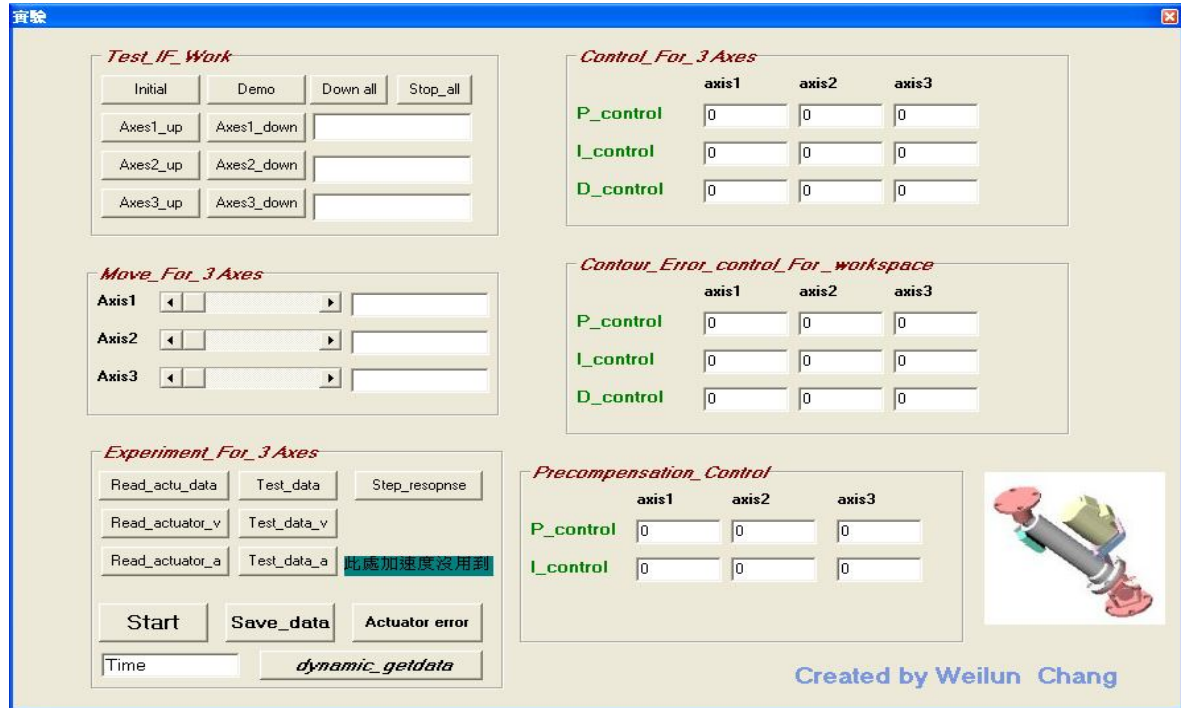 實驗
Test_IF_Work
Initial Demo Down all Stop_all
Axes1_up Axes1_down
Axes2_up Axes2_down
Axes3_up Axes3_down
Move_For_3 Axes
Axis1
Axis2
Axis3
Experiment_For_3 Axes
Read_actu_data Test_data Step_resopnse
Read_actuator_v Test_data_v
Read_actuator_a Test_data_a 此處加速度沒用到
Start Save_data Actuator error
Time dynamic_getdata
Control_For_3 Axes
axis1 axis2 axis3
P_control 0 0 0
I_control 0 0 0
D_control 0 0 0
Contour_Error_control_For_workspace
axis1 axis2 axis3
P_control 0 0 0
I_control 0 0 0
D_control 0 0 0
Precompensation_Control
axis1 axis2 axis3
P_control 0 0 0
I_control 0 0 0
Created by Weilun Chang